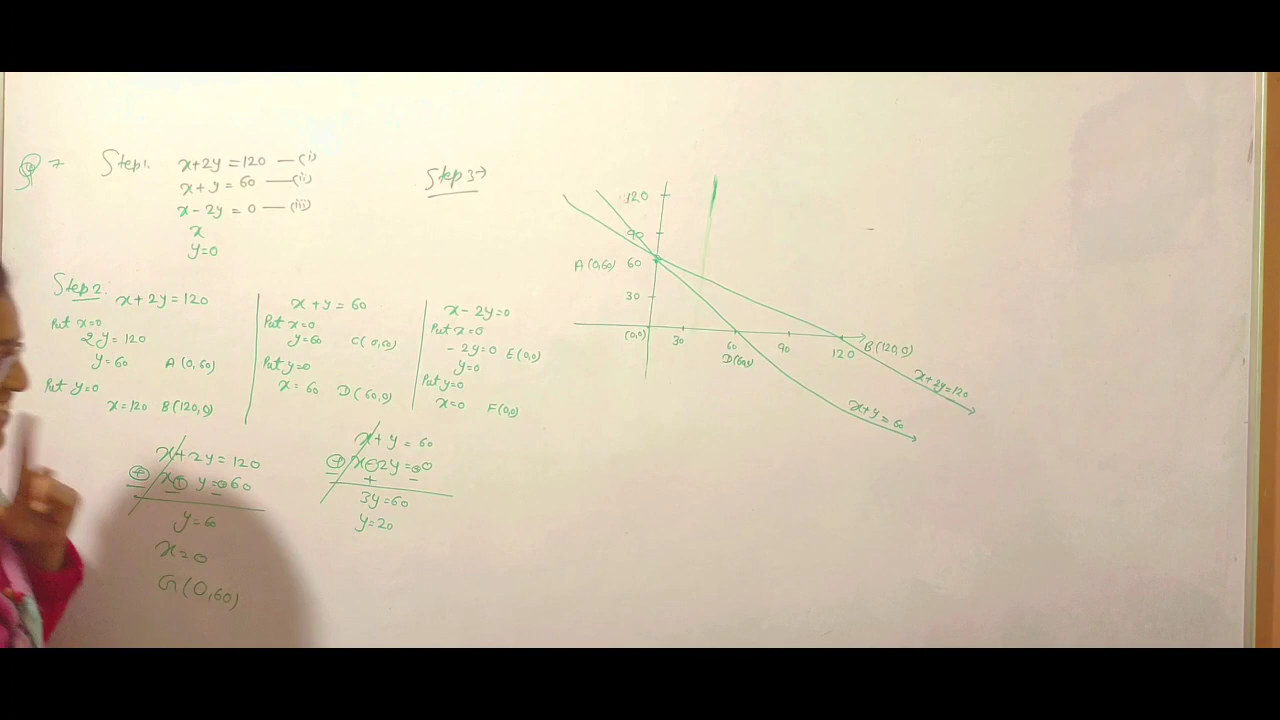 Q 7 Step1. x+2y = 120 — (i)
x + y = 60 — (ii)
x - 2y = 0 — (iii)
x
y=0
Step 2.
x + 2y = 120
Put x=0
2y = 120
y = 60 A (0,60)
Put y=0
x = 120 B(120,0)
x + y = 60
Put x=0
y=60 C(0,60)
Put y=0
x = 60 D(60,0)
x - 2y = 0
Put x=0
-2y=0 E(0,0)
y=0
Put y=0
x=0 F(0,0)
x + 2y = 120
x + y = 60
y = 60
x = 0
G(0,60)
x + y = 60
x - 2y = 0
3y = 60
y = 20
Step 3→
120
90
A (0,60) 60
30
(0,0) 30 60 90 120 B(120,0)
D(60,0)
x+2y=120
x+y = 60